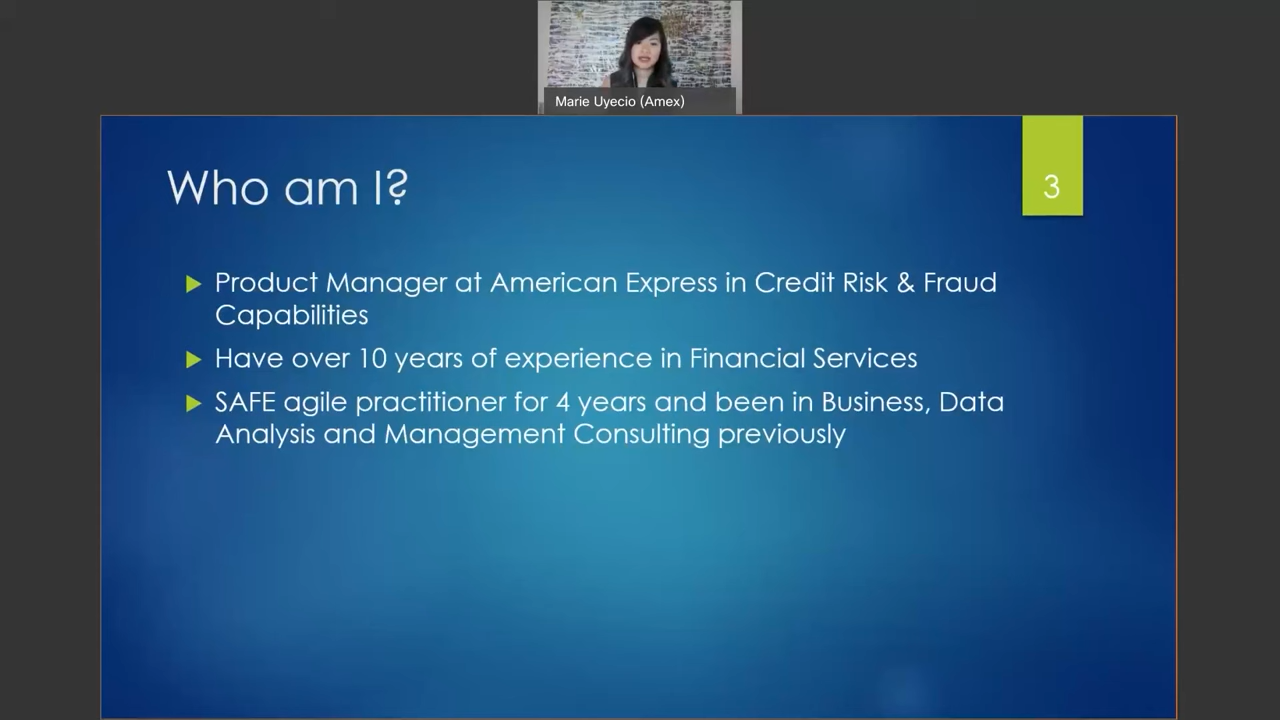 Marie Uyecio (Amex)
Who am I?
3
Product Manager at American Express in Credit Risk & Fraud
Capabilities
Have over 10 years of experience in Financial Services
SAFE agile practitioner for 4 years and been in Business, Data
Analysis and Management Consulting previously